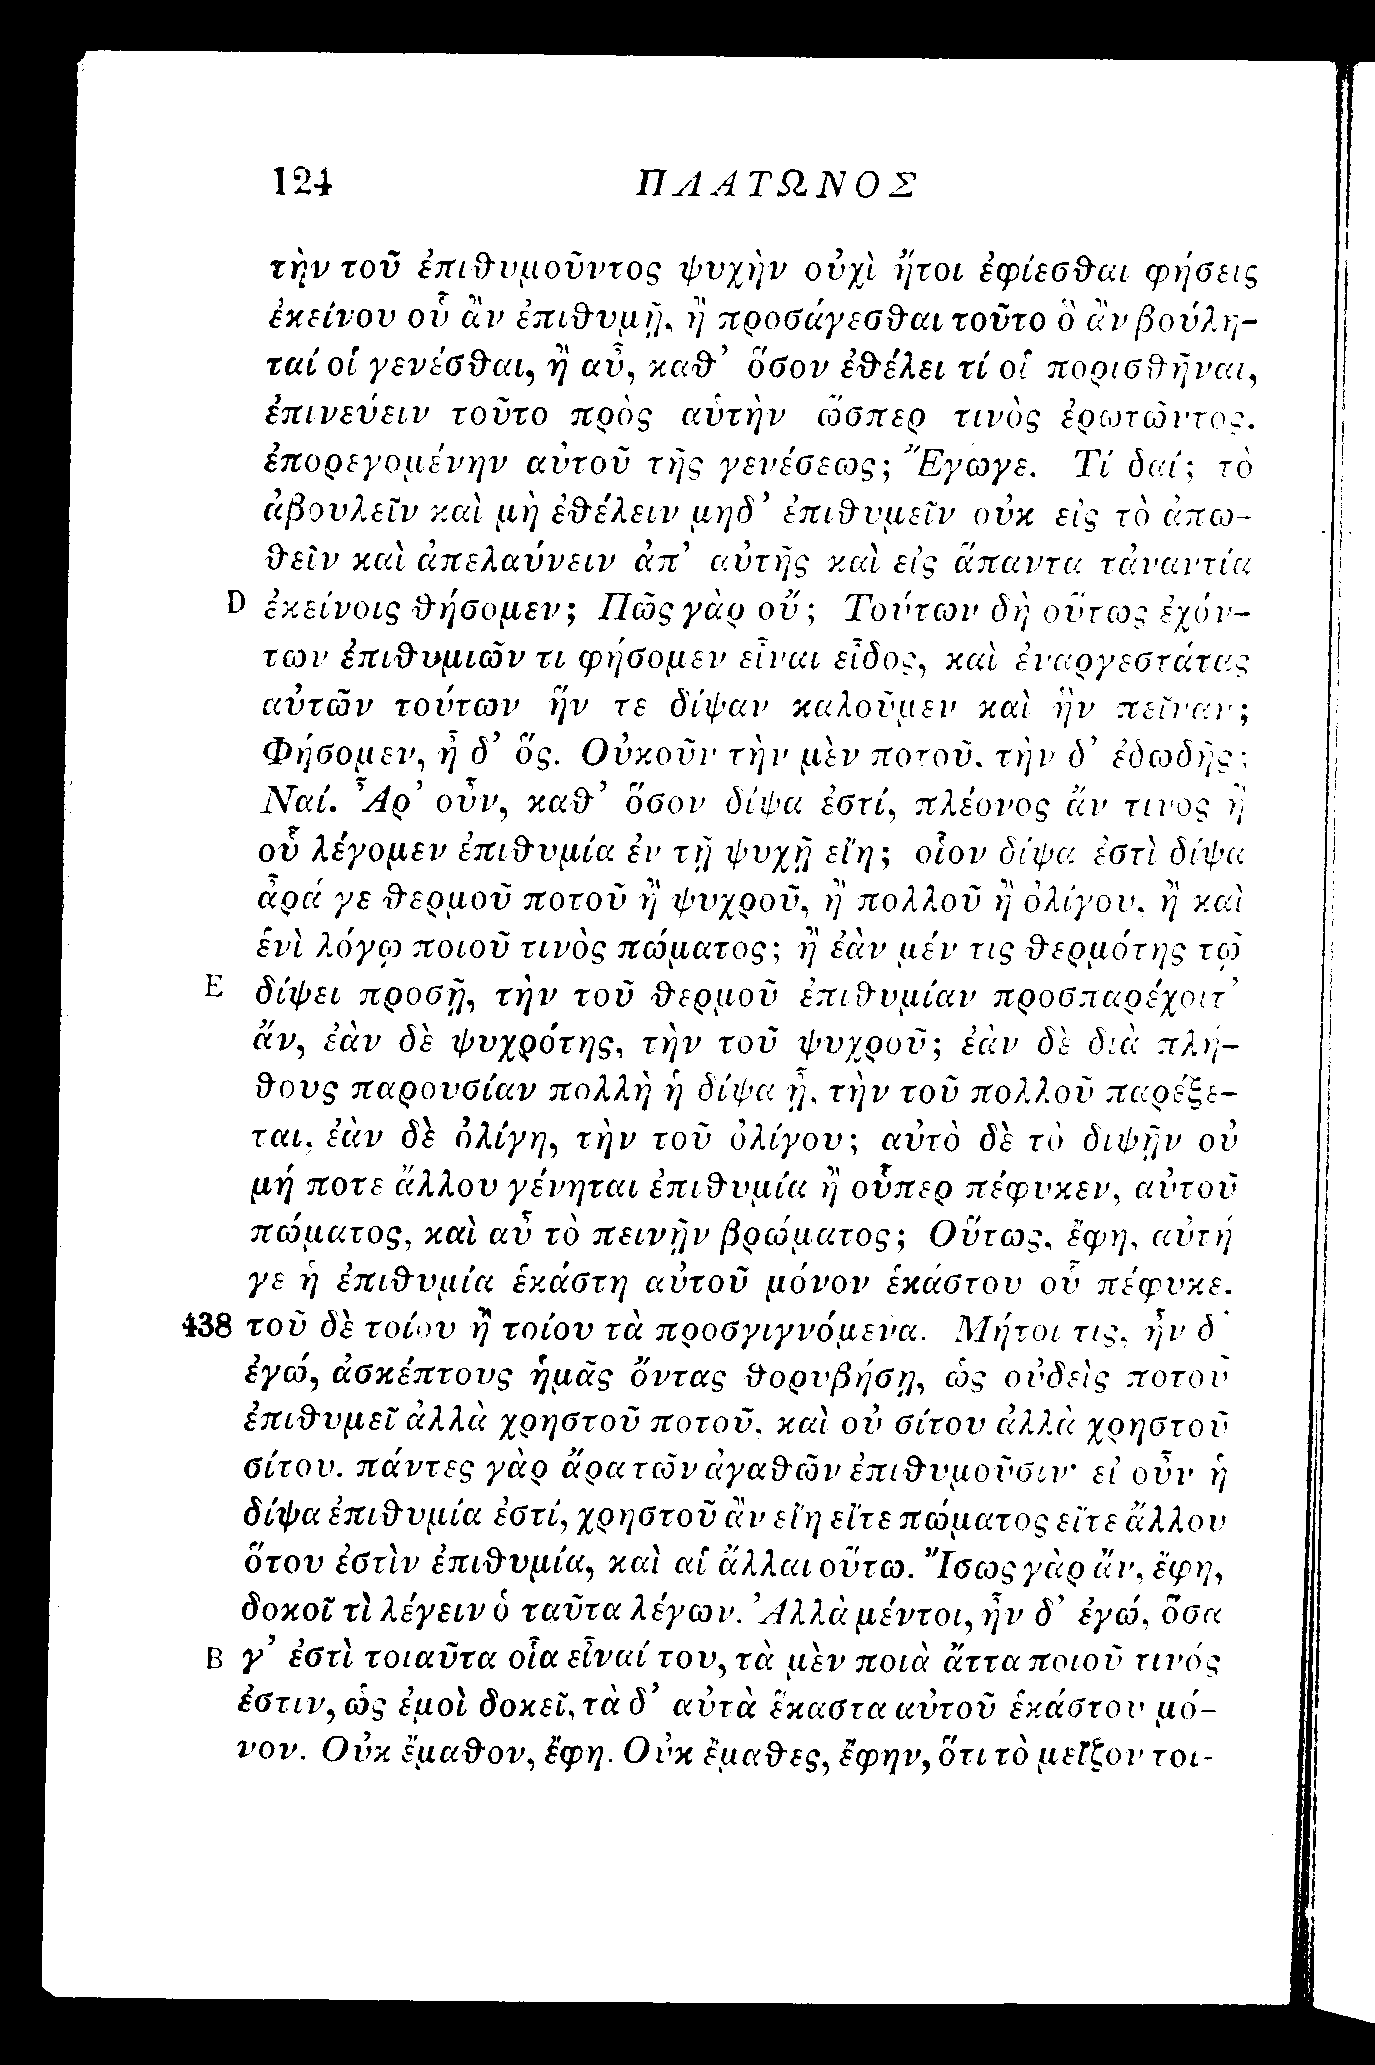 124 ΠΛΑΤΩΝΟΣ
τὴν τοῦ ἐπιθυμοῦντος ψυχὴν οὐχὶ ἤτοι ἐφίεσθαι φήσεις
ἐκείνου οὗ ἂν ἐπιθυμῇ, ἢ προσάγεσθαι τοῦτο ὃ ἂν βούλη-
ταί οἱ γενέσθαι, ἢ αὖ, καθ’ ὅσον ἐθέλει τί οἱ πορισθῆναι,
ἐπινεύειν τοῦτο πρὸς αὑτὴν ὥσπερ τινὸς ἐρωτῶντος,
ἐπορεγομένην αὐτοῦ τῆς γενέσεως; Ἔγωγε. Τί δαί; τὸ
ἀβουλεῖν καὶ μὴ ἐθέλειν μηδ’ ἐπιθυμεῖν οὐκ εἰς τὸ ἀπω-
θεῖν καὶ ἀπελαύνειν ἀπ’ αὐτῆς καὶ εἰς ἅπαντα τἀναντία
D ἐκείνοις θήσομεν; Πῶς γὰρ οὔ; Τούτων δὴ οὕτως ἐχόν-
των ἐπιθυμιῶν τι φήσομεν εἶναι εἶδος, καὶ ἐναργεστάτας
αὐτῶν τούτων ἥν τε δίψαν καλοῦμεν καὶ ἣν πεῖναν;
Φήσομεν, ἦ δ’ ὅς. Οὐκοῦν τὴν μὲν ποτοῦ, τὴν δ’ ἐδωδῆς;
Ναί. Ἆρ’ οὖν, καθ’ ὅσον δίψα ἐστί, πλέονος ἄν τινος ἢ
οὗ λέγομεν ἐπιθυμία ἐν τῇ ψυχῇ εἴη; οἷον δίψα ἐστὶ δίψα
ἆρά γε θερμοῦ ποτοῦ ἢ ψυχροῦ, ἢ πολλοῦ ἢ ὀλίγου, ἢ καὶ
ἑνὶ λόγῳ ποιοῦ τινὸς πώματος; ἢ ἐὰν μέν τις θερμότης τῷ
E δίψει προσῇ, τὴν τοῦ θερμοῦ ἐπιθυμίαν προσπαρέχοιτ’
ἄν, ἐὰν δὲ ψυχρότης, τὴν τοῦ ψυχροῦ; ἐὰν δὲ διὰ πλή-
θους παρουσίαν πολλὴ ἡ δίψα ᾖ, τὴν τοῦ πολλοῦ παρέξε-
ται, ἐὰν δὲ ὀλίγη, τὴν τοῦ ὀλίγου; αὐτὸ δὲ τὸ διψῆν οὐ
μή ποτε ἄλλου γένηται ἐπιθυμία ἢ οὗπερ πέφυκεν, αὐτοῦ
πώματος, καὶ αὖ τὸ πεινῆν βρώματος; Οὕτως, ἔφη, αὐτή
γε ἡ ἐπιθυμία ἑκάστη αὐτοῦ μόνον ἑκάστου οὗ πέφυκε,
438 τοῦ δὲ τοίου ἢ τοίου τὰ προσγιγνόμενα. Μήτοι τις, ἦν δ’
ἐγώ, ἀσκέπτους ἡμᾶς ὄντας θορυβήσῃ, ὡς οὐδεὶς ποτοῦ
ἐπιθυμεῖ ἀλλὰ χρηστοῦ ποτοῦ, καὶ οὐ σίτου ἀλλὰ χρηστοῦ
σίτου. πάντες γὰρ ἄρα τῶν ἀγαθῶν ἐπιθυμοῦσιν· εἰ οὖν ἡ
δίψα ἐπιθυμία ἐστί, χρηστοῦ ἂν εἴη εἴτε πώματος εἴτε ἄλλου
ὅτου ἐστὶν ἐπιθυμία, καὶ αἱ ἄλλαι οὕτω. Ἴσως γὰρ ἄν, ἔφη,
δοκοῖ τὶ λέγειν ὁ ταῦτα λέγων. Ἀλλὰ μέντοι, ἦν δ’ ἐγώ, ὅσα
B γ’ ἐστὶ τοιαῦτα οἷα εἶναί του, τὰ μὲν ποιὰ ἄττα ποιοῦ τινός
ἐστιν, ὡς ἐμοὶ δοκεῖ, τὰ δ’ αὐτὰ ἕκαστα αὐτοῦ ἑκάστου μό-
νον. Οὐκ ἔμαθον, ἔφη. Οὐκ ἔμαθες, ἔφην, ὅτι τὸ μεῖζον τοι-